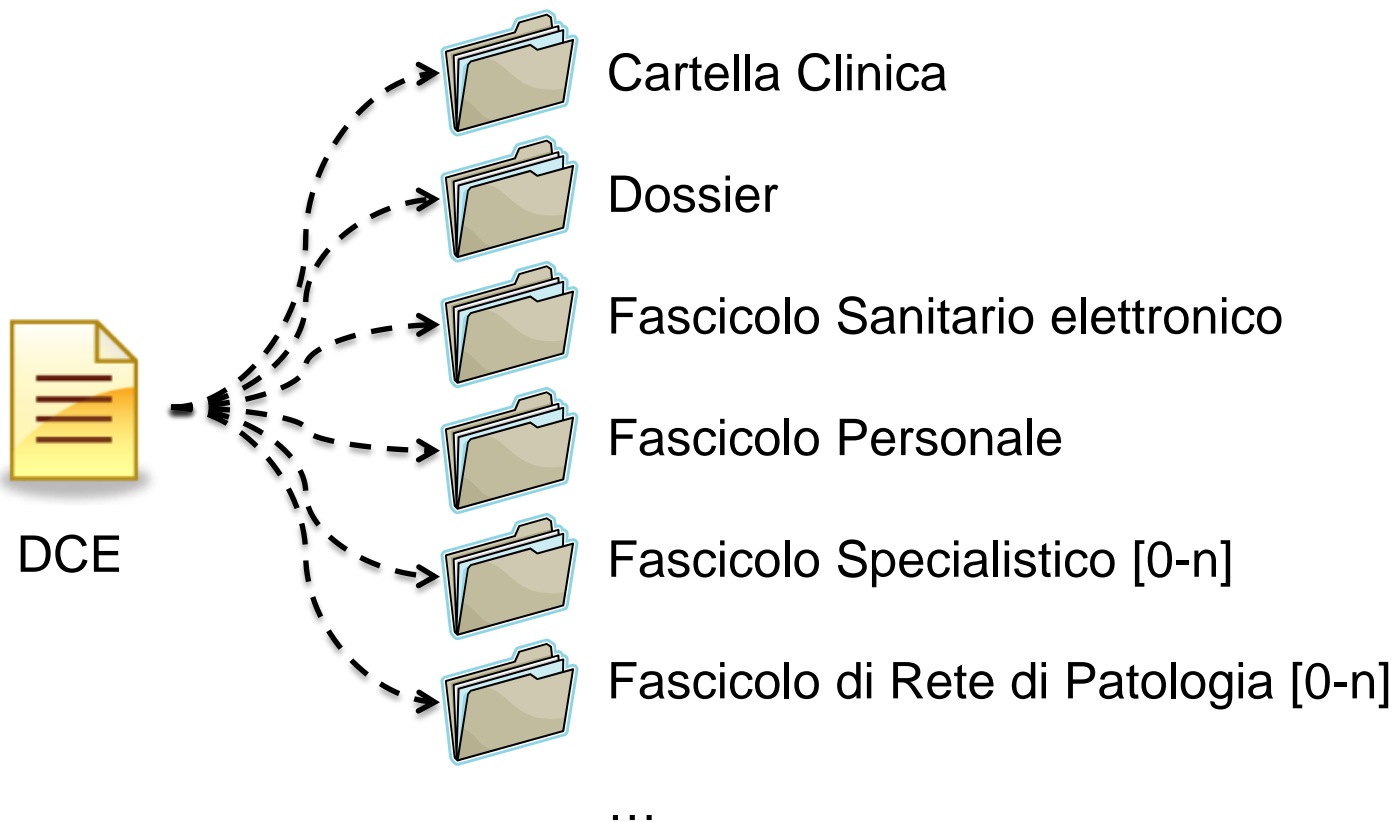 Cartella Clinica
Dossier
Fascicolo Sanitario elettronico
Fascicolo Personale
DCE
Fascicolo Specialistico [0-n]
Fascicolo di Rete di Patologia [0-n]
...